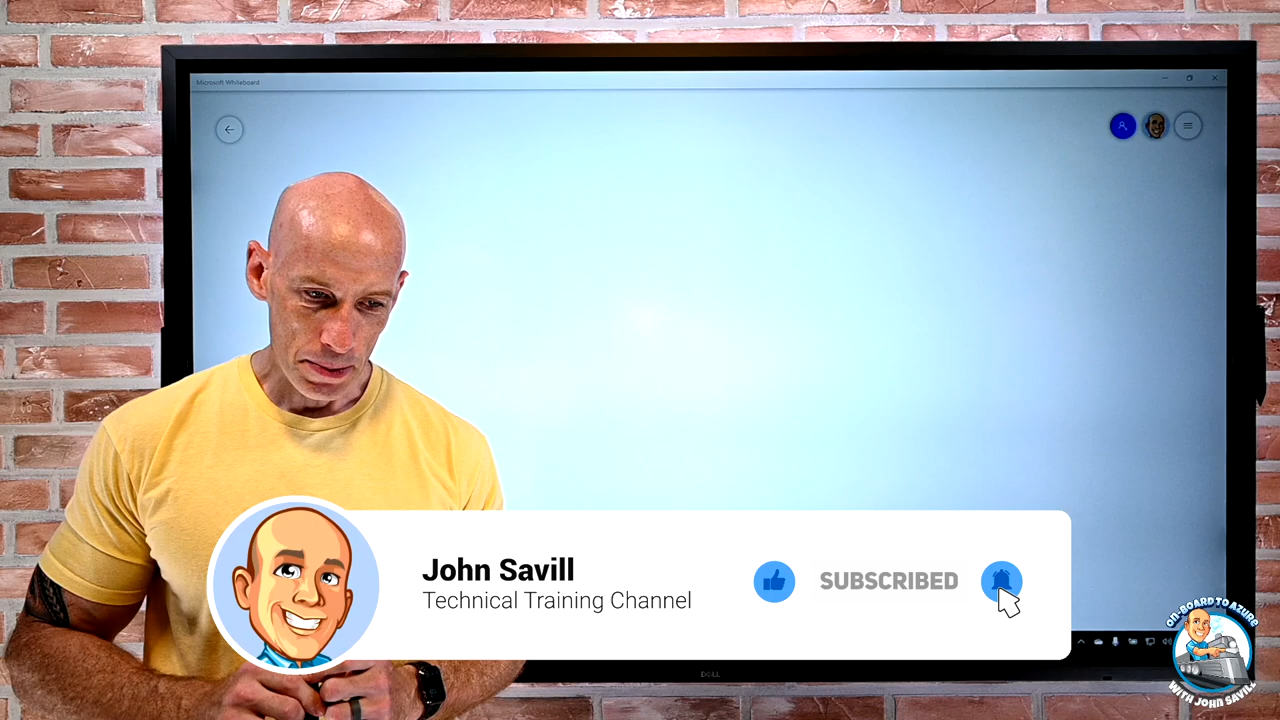 Microsoft Whiteboard
John Savill
Technical Training Channel
SUBSCRIBED
DELL
ON-BOARD TO AZURE
WITH JOHN SAVILL